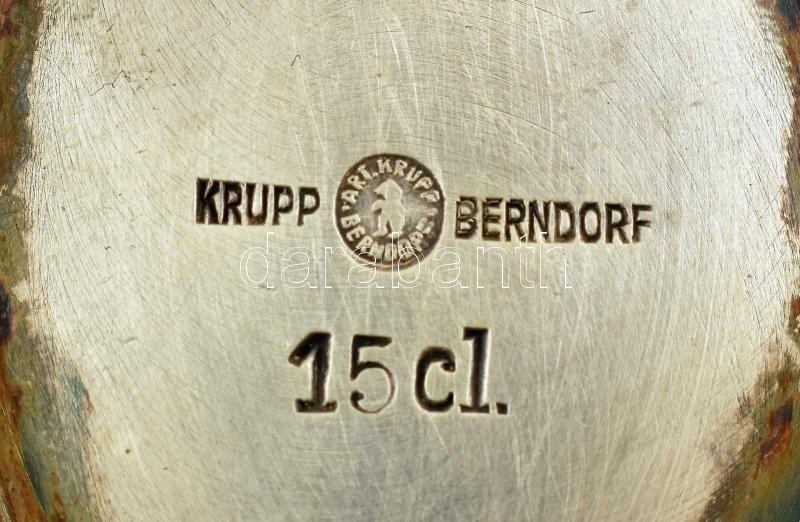 KRUPP ART. KRUPP BERNDORF BERNDORF
darabanth
15 cl.